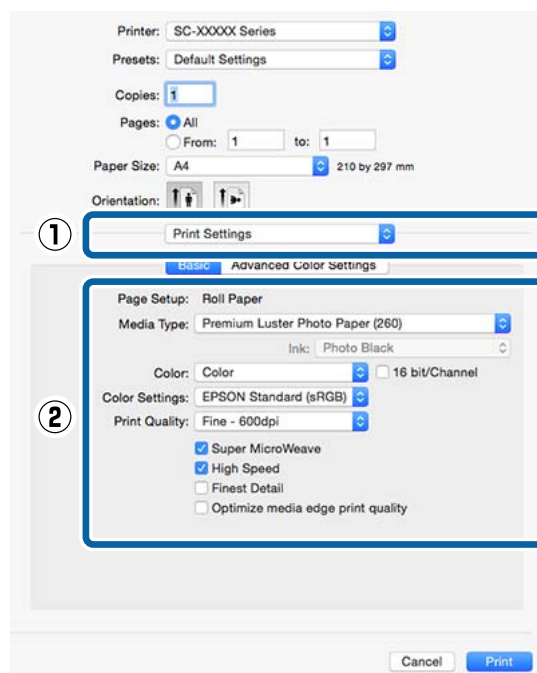 Printer: SC-XXXXX Series
Presets: Default Settings
Copies: 1
Pages: All
From: 1 to: 1
Paper Size: A4 210 by 297 mm
Orientation:
1 Print Settings
Basic Advanced Color Settings
Page Setup: Roll Paper
Media Type: Premium Luster Photo Paper (260)
Ink: Photo Black
Color: Color 16 bit/Channel
Color Settings: EPSON Standard (sRGB)
2 Print Quality: Fine - 600dpi
Super MicroWeave
High Speed
Finest Detail
Optimize media edge print quality
Cancel Print